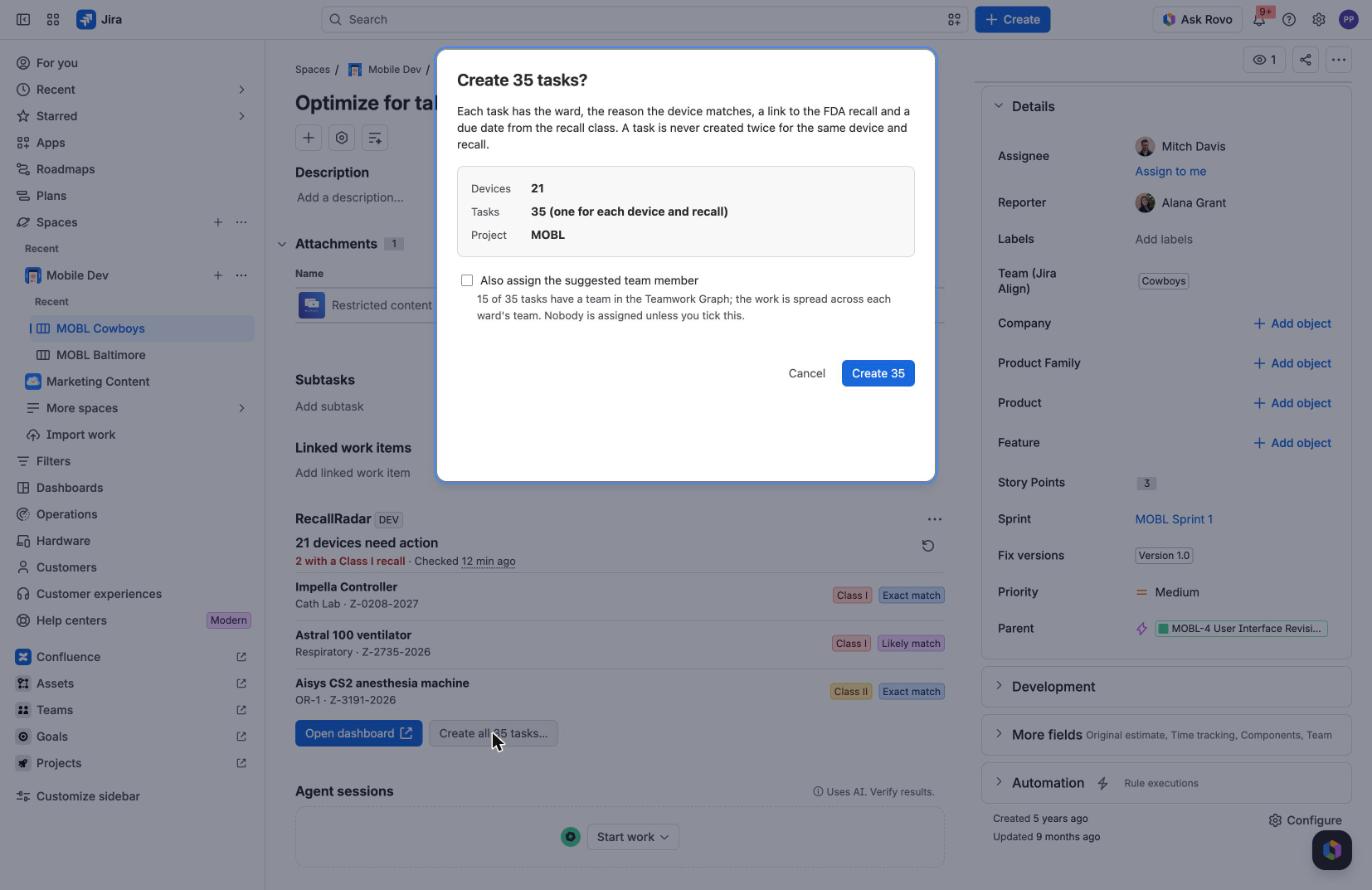 Jira
Search
Create
Ask Rovo
9+
PP
For you
Recent
Starred
Apps
Roadmaps
Plans
Spaces
Recent
Mobile Dev
Recent
MOBL Cowboys
MOBL Baltimore
Marketing Content
More spaces
Import work
Filters
Dashboards
Operations
Hardware
Customers
Customer experiences
Help centers Modern
Confluence
Assets
Teams
Goals
Projects
Customize sidebar
Spaces / Mobile Dev /
1
Optimize for
Description
Add a description...
Attachments 1
Name
Restricted content
Subtasks
Add subtask
Linked work items
Add linked work item
Create 35 tasks?
Each task has the ward, the reason the device matches, a link to the FDA recall and a
due date from the recall class. A task is never created twice for the same device and
recall.
Devices 21
Tasks 35 (one for each device and recall)
Project MOBL
Also assign the suggested team member
15 of 35 tasks have a team in the Teamwork Graph; the work is spread across each
ward's team. Nobody is assigned unless you tick this.
Cancel Create 35
RecallRadar DEV
21 devices need action
2 with a Class I recall · Checked 12 min ago
Impella Controller
Cath Lab · Z-0208-2027
Class I Exact match
Astral 100 ventilator
Respiratory · Z-2735-2026
Class I Likely match
Aisys CS2 anesthesia machine
OR-1 · Z-3191-2026
Class II Exact match
Open dashboard Create all 35 tasks...
Agent sessions Uses AI. Verify results.
Start work
Details
Assignee Mitch Davis
Assign to me
Reporter Alana Grant
Labels Add labels
Team (Jira
Align) Cowboys
Company Add object
Product Family Add object
Product Add object
Feature Add object
Story Points 3
Sprint MOBL Sprint 1
Fix versions Version 1.0
Priority Medium
Parent MOBL-4 User Interface Revisi...
Development
More fields Original estimate, Time tracking, Components, Team
Automation Rule executions
Created 5 years ago
Configure
Updated 9 months ago